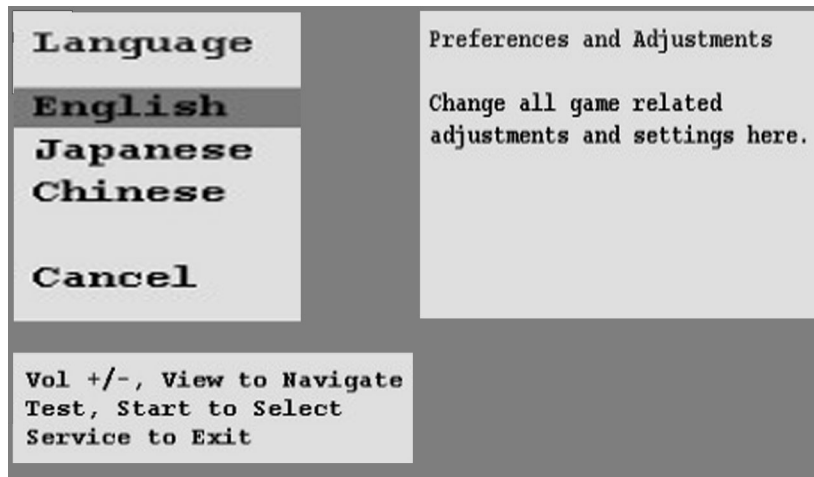 Language
English
Japanese
Chinese
Cancel
Preferences and Adjustments
Change all game related
adjustments and settings here.
Vol +/-, View to Navigate
Test, Start to Select
Service to Exit